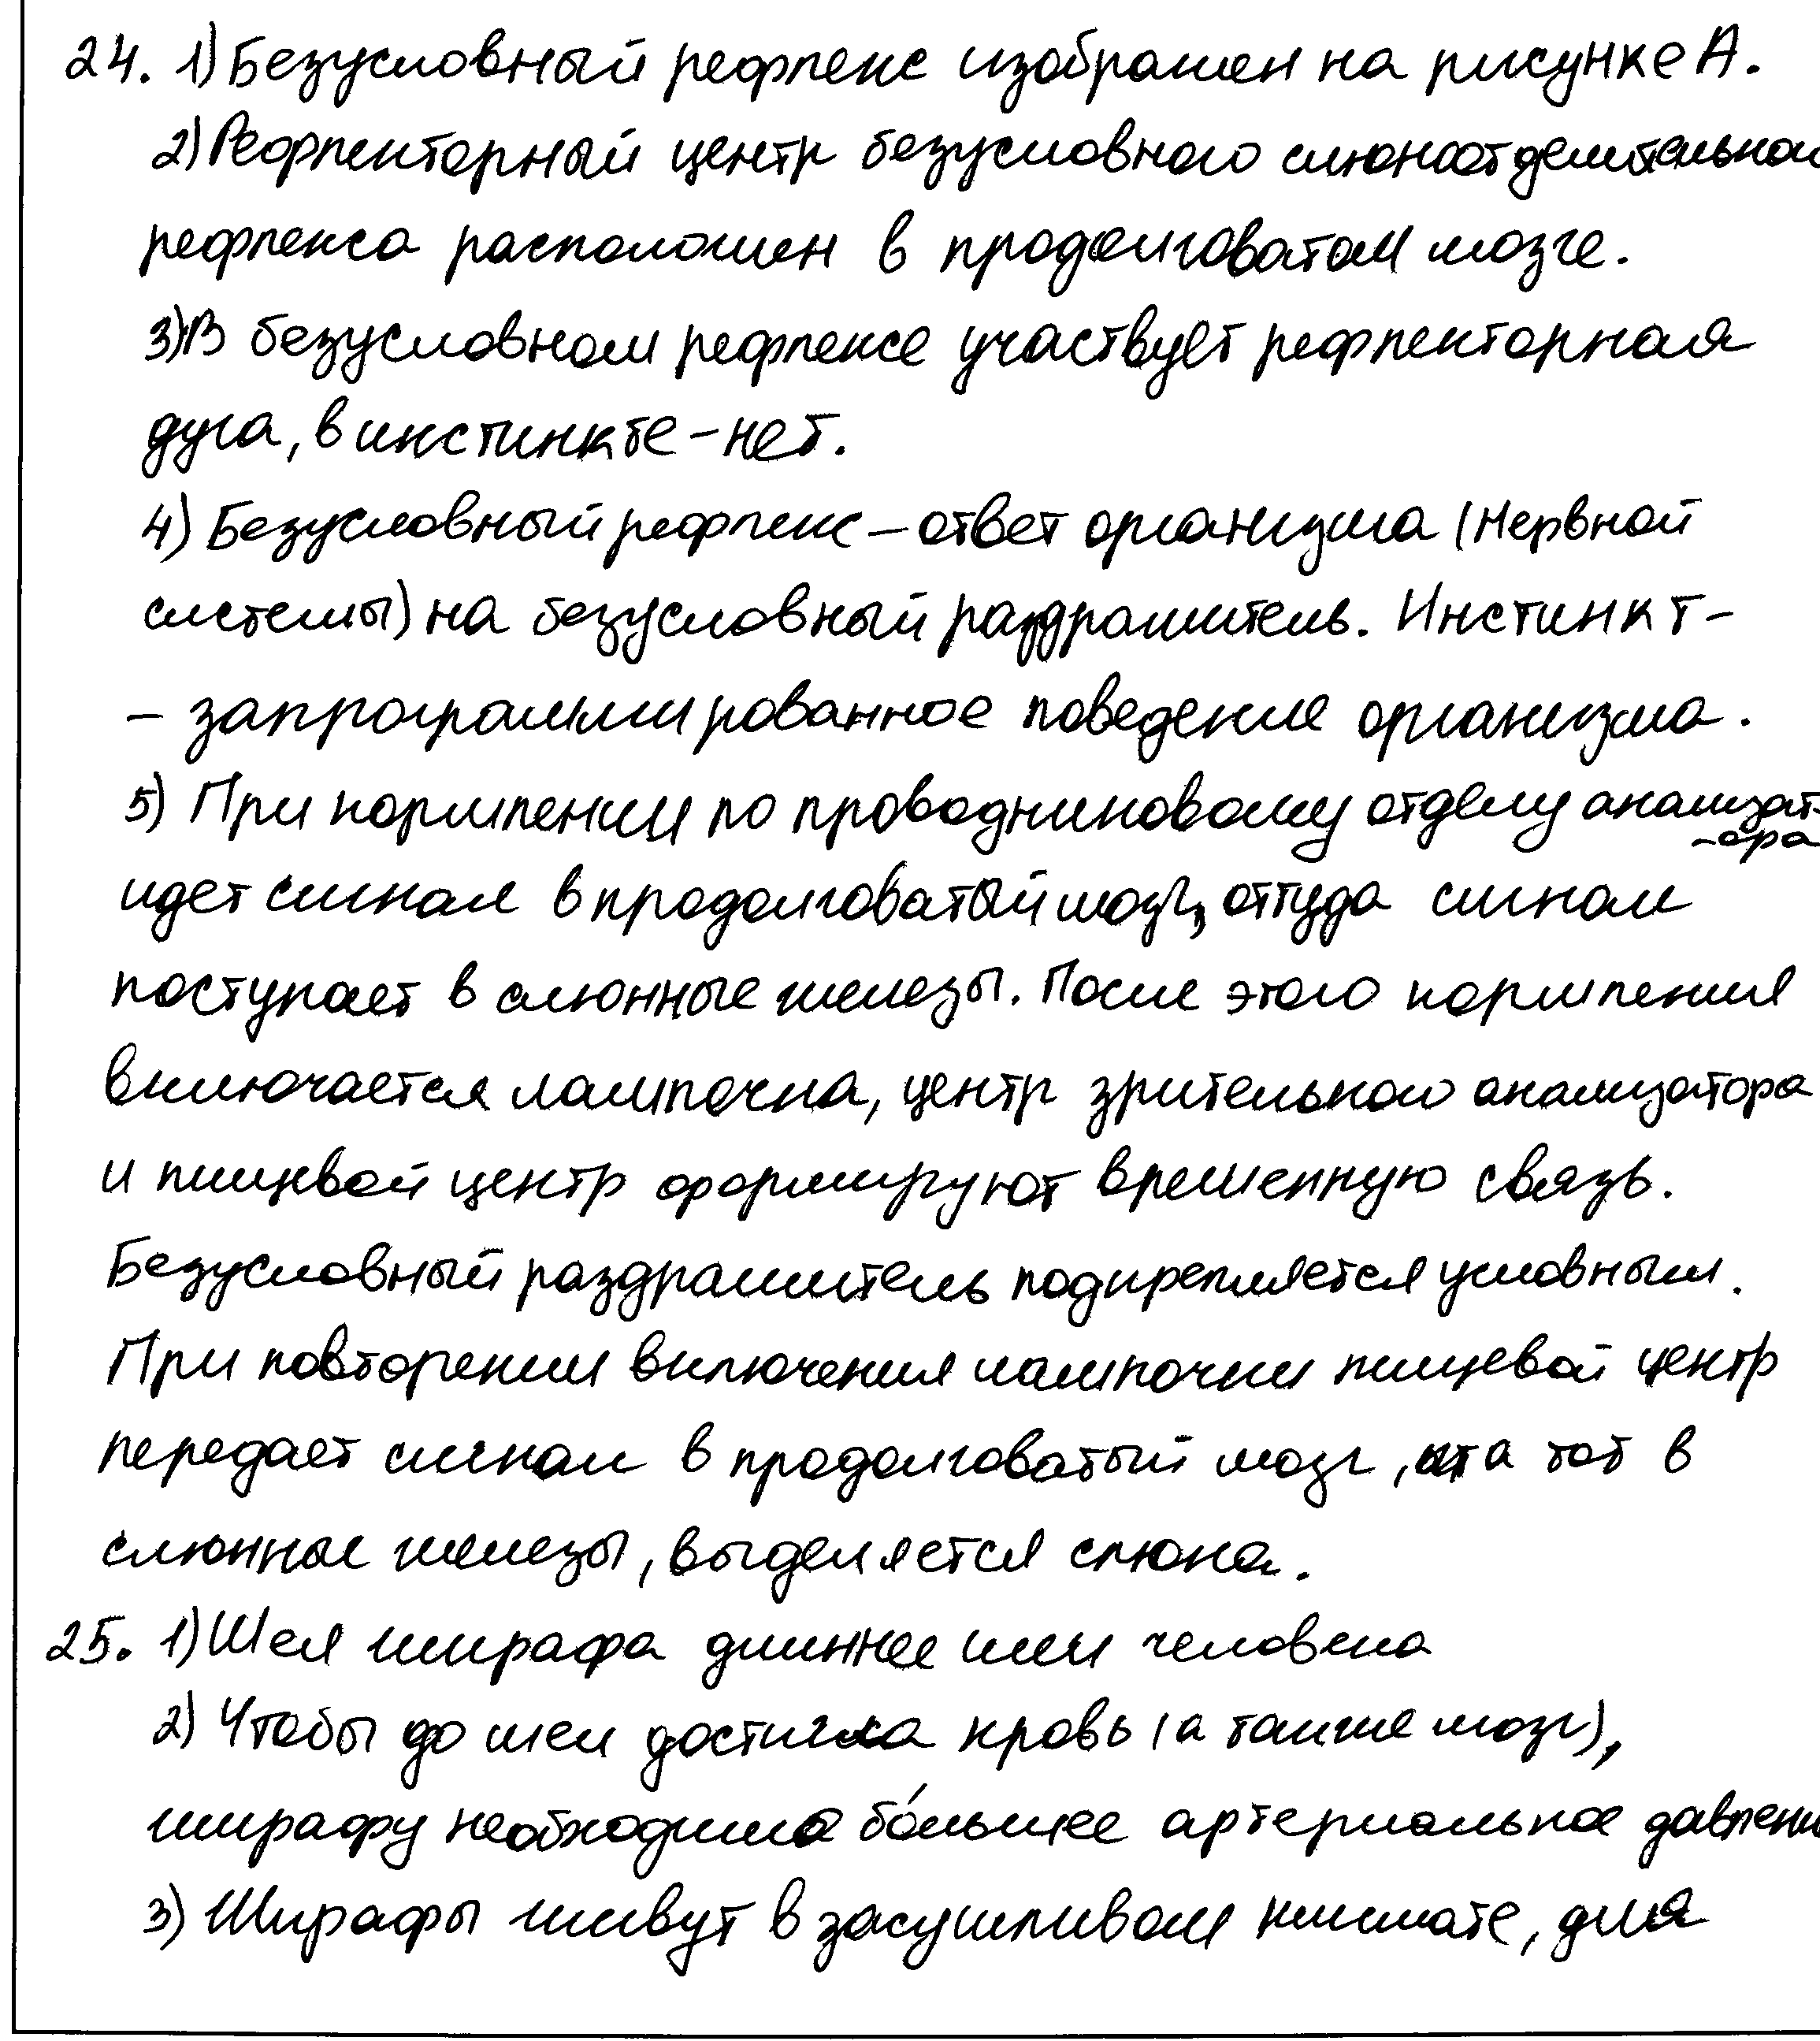 24. 1) Безусловный рефлекс изображен на рисунке А.
2) Рефлекторный центр безусловного слюноотделительног
рефлекса расположен в продолговатом мозге.
3) В безусловном рефлексе участвует рефлекторная
дуга, в инстинкте - нет.
4) Безусловный рефлекс - ответ организма (нервной
системы) на безусловный раздражитель. Инстинкт -
- запрограммированное поведение организма.
5) При кормлении по проводниковому отделу анализат-
-ора
идет сигнал в продолговатый мозг, оттуда сигнал
поступает в слюнные железы. После этого кормления
включается лампочка, центр зрительного анализатора
и пищевой центр формируют временную связь.
Безусловный раздражитель подкрепляется условным.
При повторении включения лампочки пищевой центр
передает сигнал в продолговатый мозг, а тот в
слюнные железы, выделяется слюна.
25. 1) Шея жирафа длиннее шеи человека
2) Чтобы до шеи достигла кровь (а также мозг),
жирафу необходимо бо́льшее артериальное давлени
3) Жирафы живут в засушливом климате, для